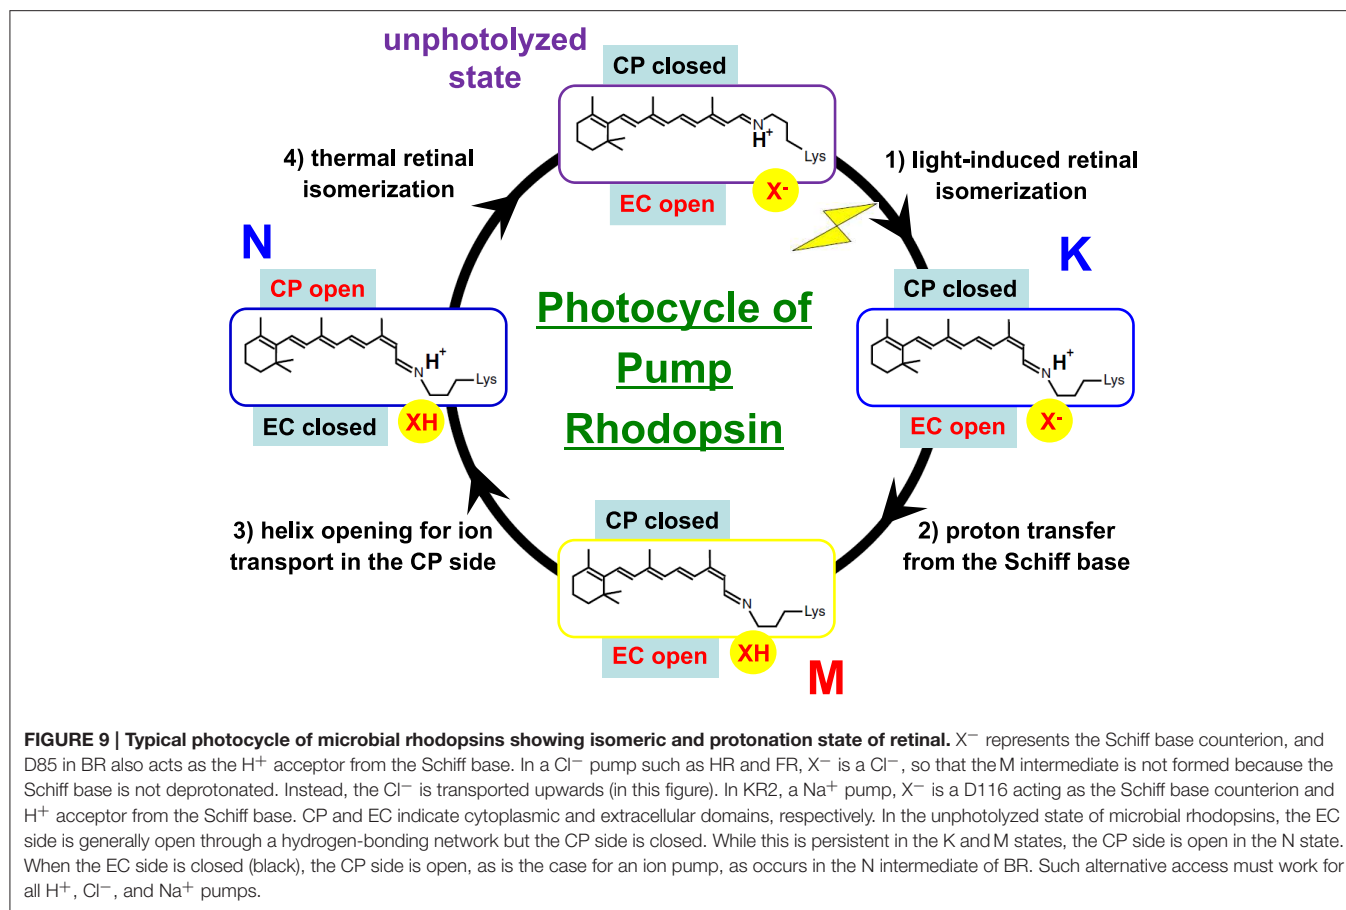 unphotolyzed
state
CP closed
N
H⁺
Lys
EC open
X⁻
4) thermal retinal
isomerization
1) light-induced retinal
isomerization
N
K
CP open
CP closed
H⁺
N
Lys
EC closed
XH
Photocycle of
Pump
Rhodopsin
H⁺
N
Lys
EC open
X⁻
3) helix opening for ion
transport in the CP side
2) proton transfer
from the Schiff base
CP closed
N
Lys
EC open
XH
M
FIGURE 9 | Typical photocycle of microbial rhodopsins showing isomeric and protonation state of retinal. X⁻ represents the Schiff base counterion, and
D85 in BR also acts as the H⁺ acceptor from the Schiff base. In a Cl⁻ pump such as HR and FR, X⁻ is a Cl⁻, so that the M intermediate is not formed because the
Schiff base is not deprotonated. Instead, the Cl⁻ is transported upwards (in this figure). In KR2, a Na⁺ pump, X⁻ is a D116 acting as the Schiff base counterion and
H⁺ acceptor from the Schiff base. CP and EC indicate cytoplasmic and extracellular domains, respectively. In the unphotolyzed state of microbial rhodopsins, the EC
side is generally open through a hydrogen-bonding network but the CP side is closed. While this is persistent in the K and M states, the CP side is open in the N state.
When the EC side is closed (black), the CP side is open, as is the case for an ion pump, as occurs in the N intermediate of BR. Such alternative access must work for
all H⁺, Cl⁻, and Na⁺ pumps.